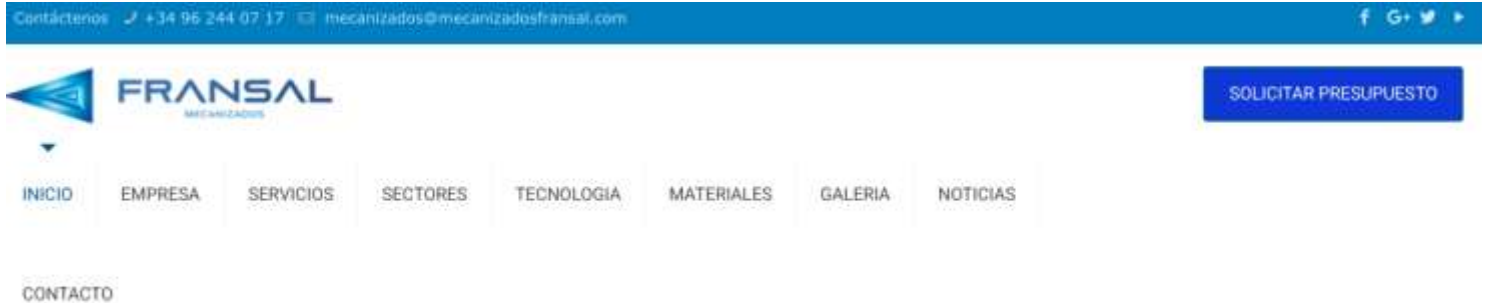 Contáctenos +34 96 244 07 17 mecanizados@mecanizadosfransal.com
FRANSAL
MECANIZADOS
SOLICITAR PRESUPUESTO
INICIO EMPRESA SERVICIOS SECTORES TECNOLOGIA MATERIALES GALERIA NOTICIAS
CONTACTO